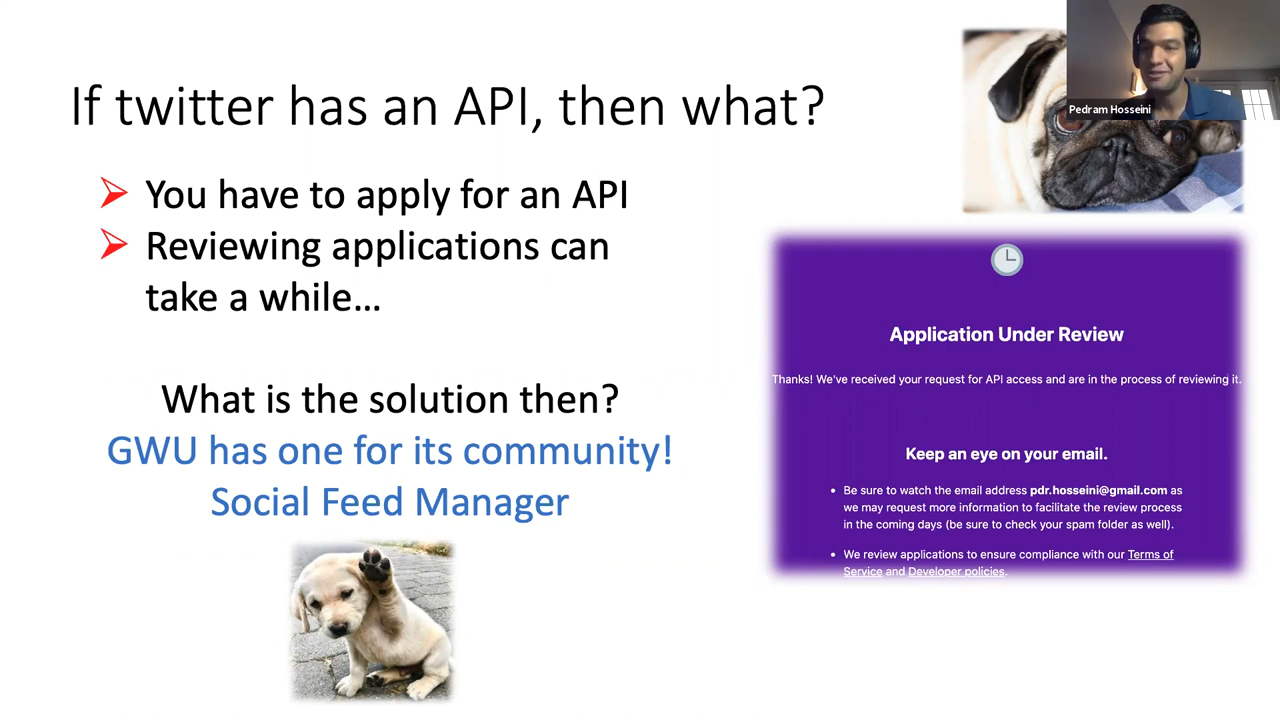 If twitter has an API, then what?
Pedram Hosseini
You have to apply for an API
Reviewing applications can
take a while...
What is the solution then?
GWU has one for its community!
Social Feed Manager
Application Under Review
Thanks! We've received your request for API access and are in the process of reviewing it.
Keep an eye on your email.
• Be sure to watch the email address pdr.hosseini@gmail.com as
we may request more information to facilitate the review process
in the coming days (be sure to check your spam folder as well).
• We review applications to ensure compliance with our Terms of
Service and Developer policies.